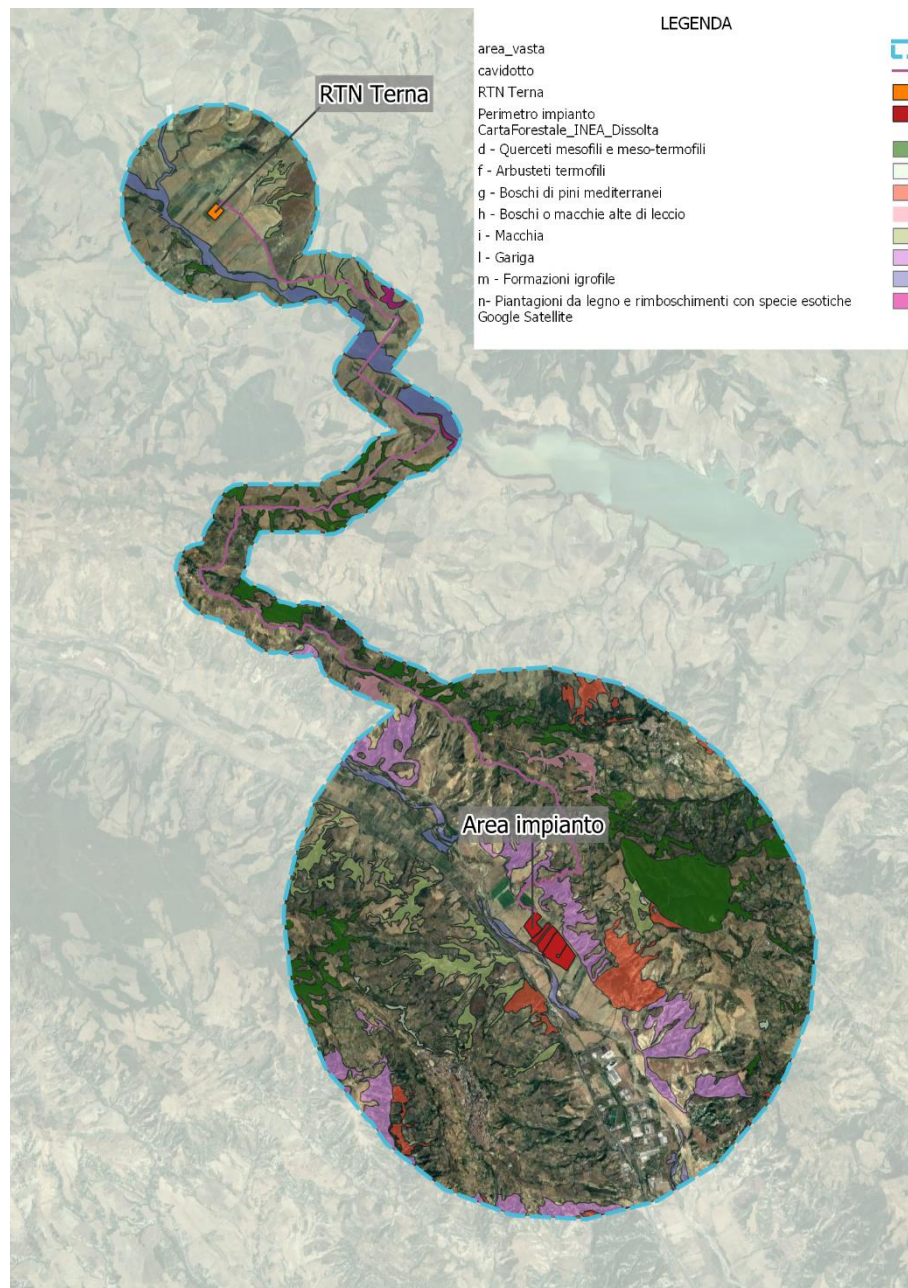 LEGENDA
area_vasta
cavidotto
RTN Terna
Perimetro impianto
CartaForestale_INEA_Dissolta
d - Querceti mesofili e meso-termofili
f - Arbusteti termofili
g - Boschi di pini mediterranei
h - Boschi o macchie alte di leccio
i - Macchia
l - Gariga
m - Formazioni igrofile
n- Piantagioni da legno e rimboschimenti con specie esotiche
Google Satellite
RTN Terna
Area impianto